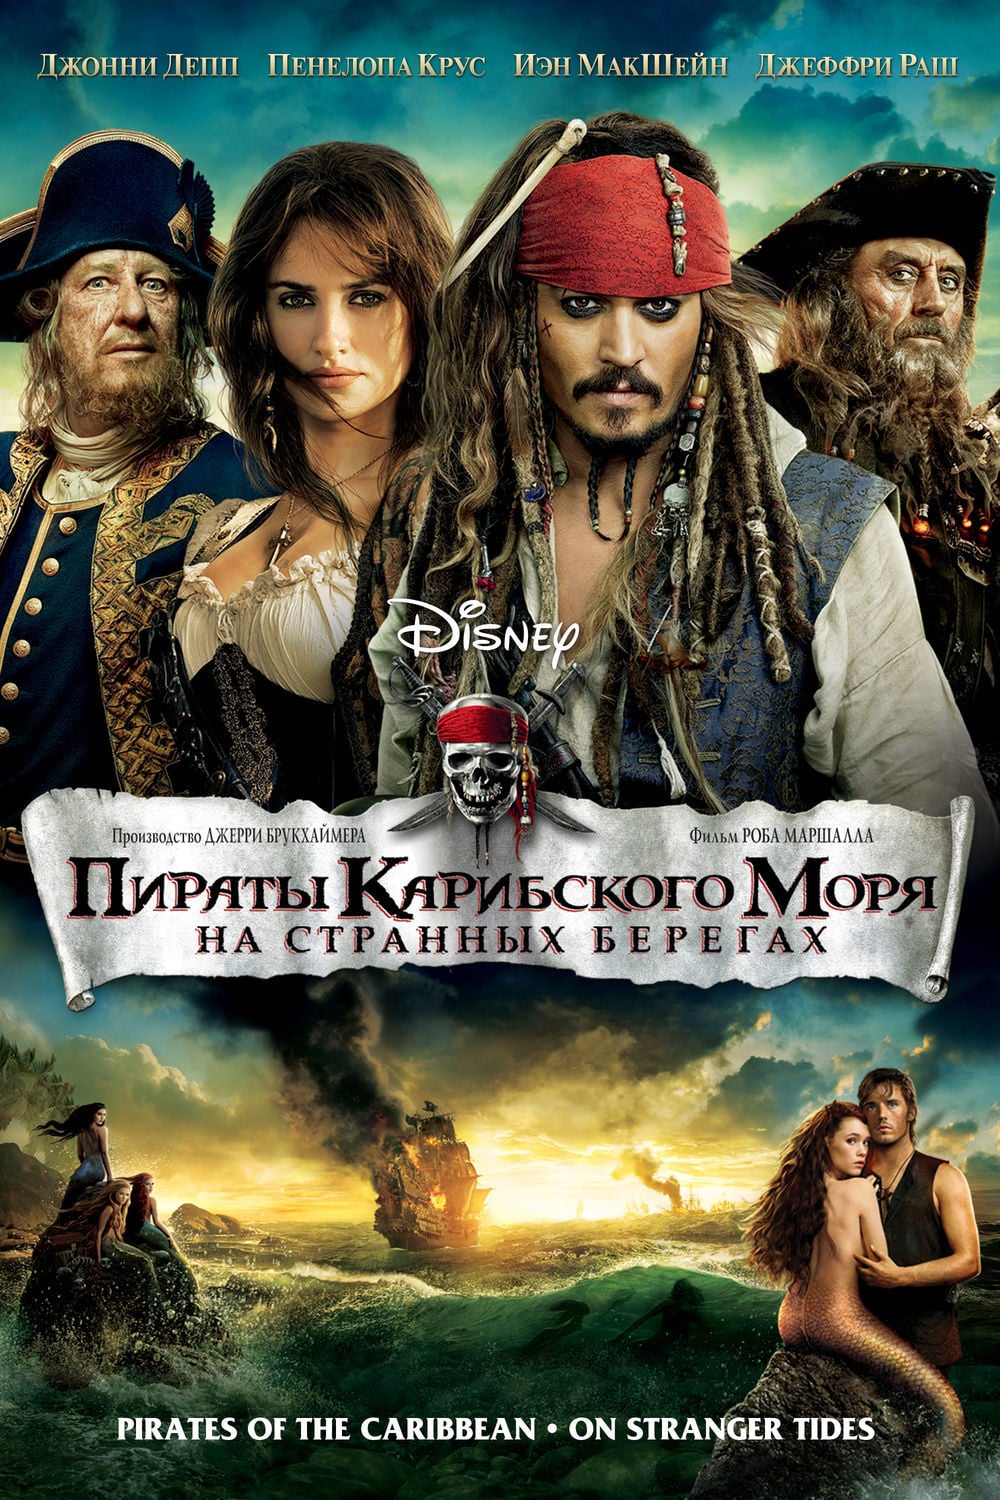 Джонни Депп Пенелопа Крус Иэн МакШейн Джеффри Раш
Disney
Производство ДЖЕРРИ БРУКХАЙМЕРА Фильм РОБА МАРШАЛЛА
Пираты Карибского Моря
НА СТРАННЫХ БЕРЕГАХ
PIRATES OF THE CARIBBEAN • ON STRANGER TIDES